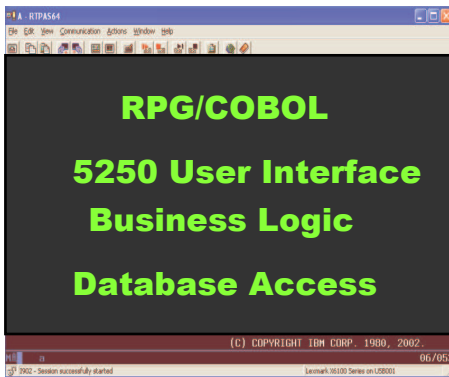 A - RTPAS64
File Edit View Communication Actions Window Help
RPG/COBOL
5250 User Interface
Business Logic
Database Access
(C) COPYRIGHT IBM CORP. 1980, 2002.
a
06/05
I902 - Session successfully started
Lexmark X6100 Series on USB001